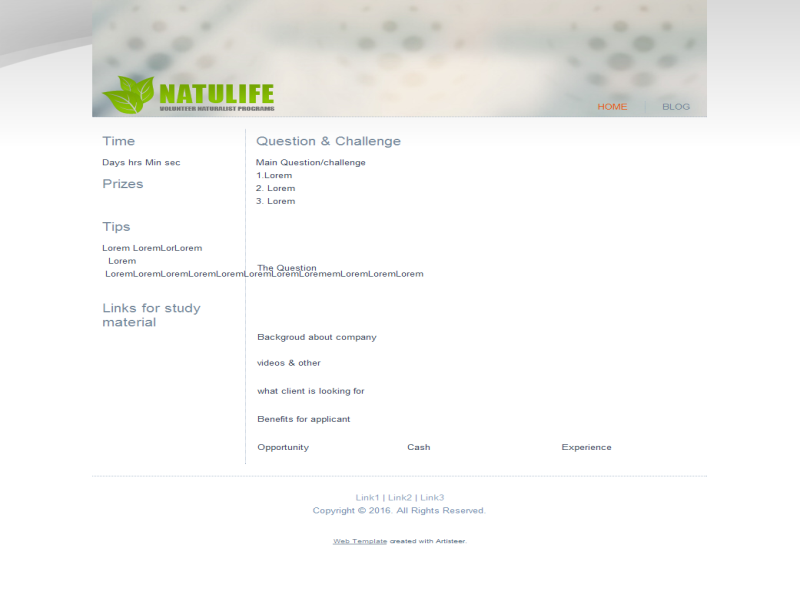 NATULIFE
VULUNTEER NATURALIST PROGRAMG
HOME
BLOG
Time
Days hrs Min sec
Prizes
Tips
Lorem LoremLorLorem
Lorem
LoremLoremLoremLoremLoremLoremLoremLorememLoremLoremLorem
Links for study
material
Question & Challenge
Main Question/challenge
1.Lorem
2. Lorem
3. Lorem
The Question
Backgroud about company
videos & other
what client is looking for
Benefits for applicant
Opportunity
Cash
Experience
Link1 | Link2 | Link3
Copyright © 2016. All Rights Reserved.
Web Template created with Artisteer.